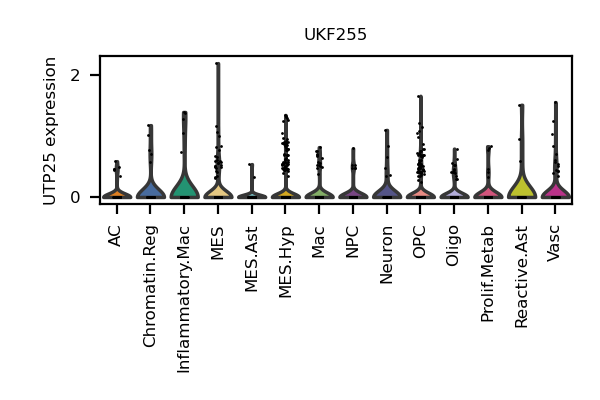 UKF255
UTP25 expression
2
0
AC
Chromatin.Reg
Inflammatory.Mac
MES
MES.Ast
MES.Hyp
Mac
NPC
Neuron
OPC
Oligo
Prolif.Metab
Reactive.Ast
Vasc